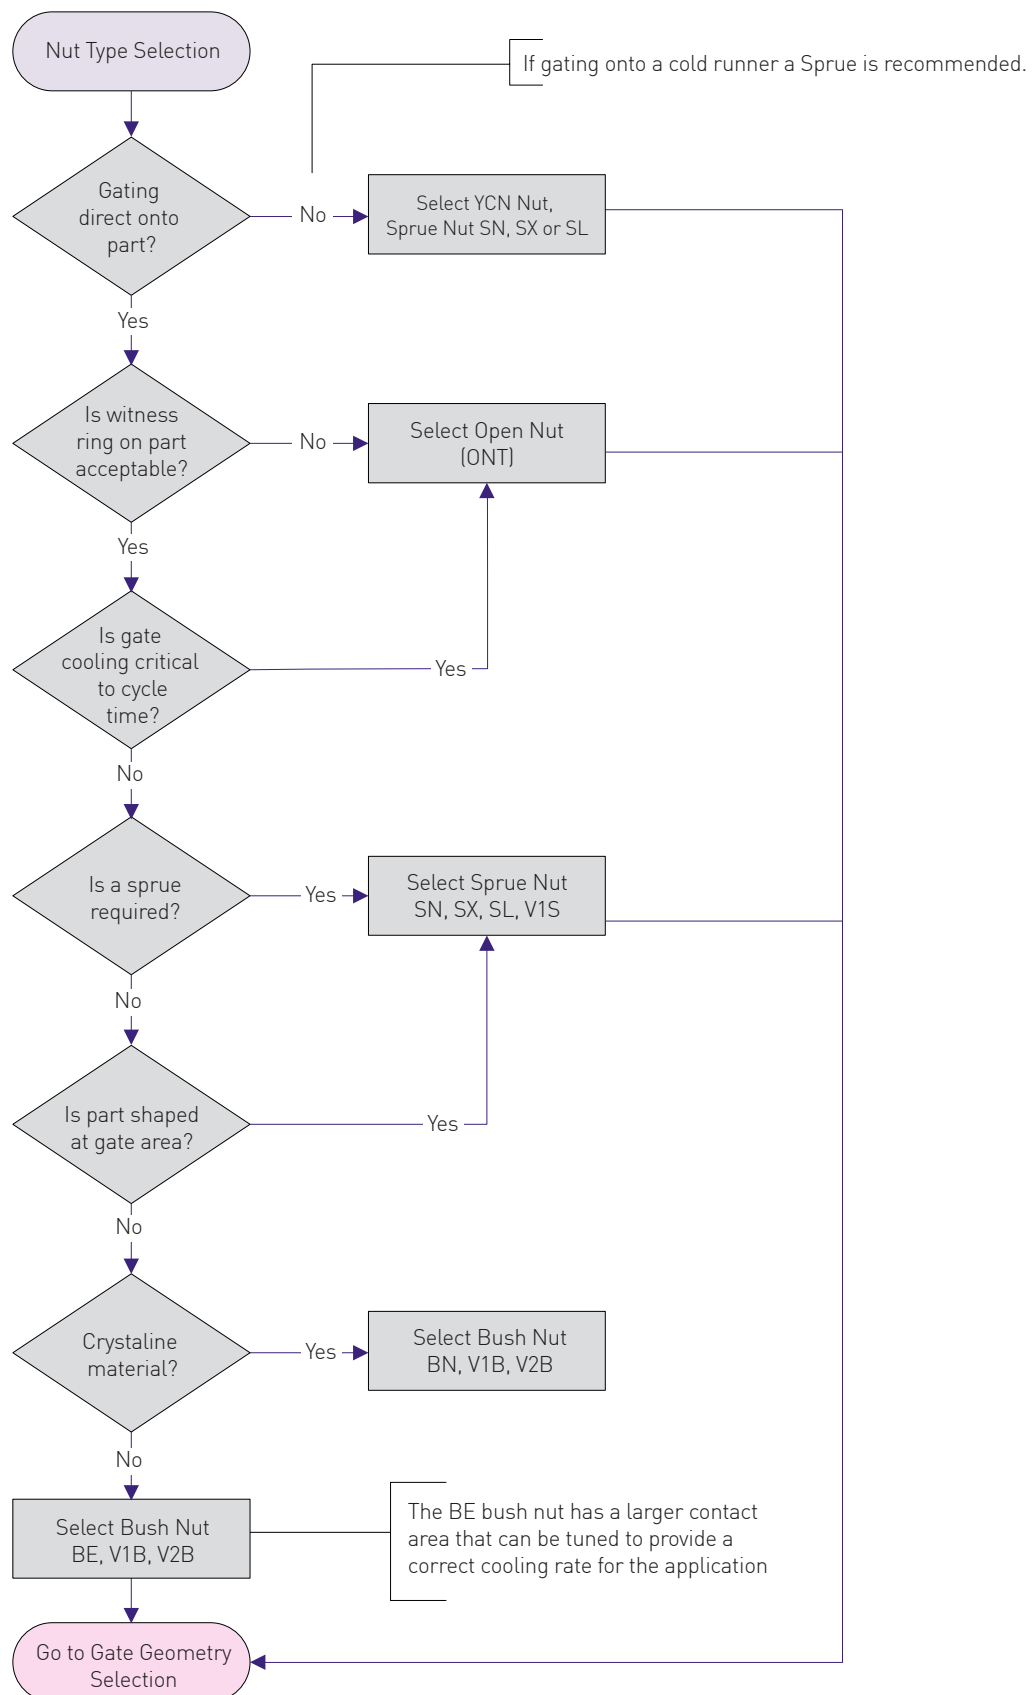 Nut Type Selection
If gating onto a cold runner a Sprue is recommended.
Gating
direct onto
part?
No
Select YCN Nut,
Sprue Nut SN, SX or SL
Yes
Is witness
ring on part
acceptable?
No
Select Open Nut
(ONT)
Yes
Is gate
cooling critical
to cycle
time?
Yes
No
Is a sprue
required?
Yes
Select Sprue Nut
SN, SX, SL, V1S
No
Is part shaped
at gate area?
Yes
No
Crystaline
material?
Yes
Select Bush Nut
BN, V1B, V2B
No
Select Bush Nut
BE, V1B, V2B
The BE bush nut has a larger contact
area that can be tuned to provide a
correct cooling rate for the application
Go to Gate Geometry
Selection